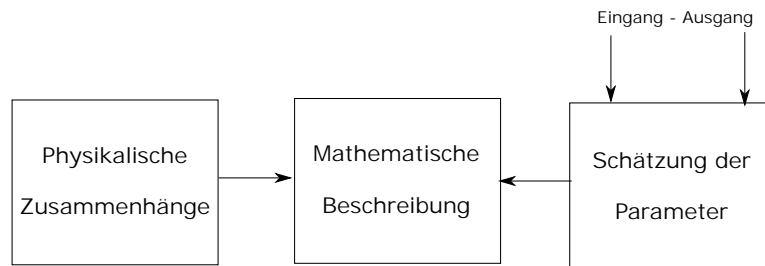 Eingang - Ausgang
Physikalische
Zusammenhänge
Mathematische
Beschreibung
Schätzung der
Parameter